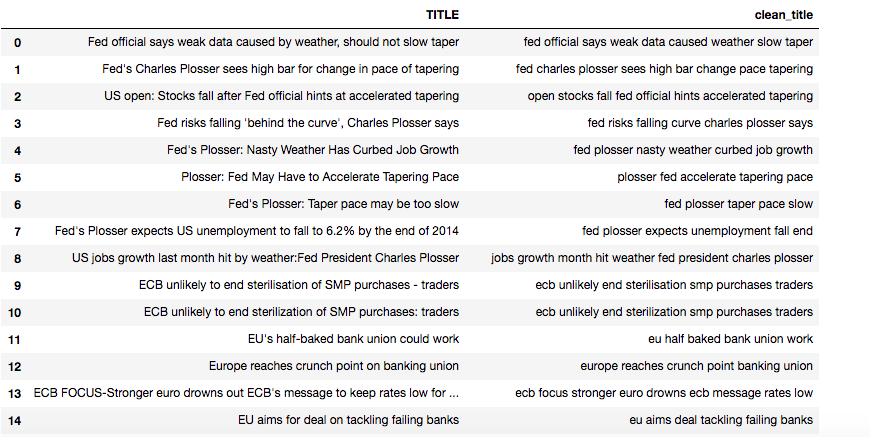 TITLE clean_title
0 Fed official says weak data caused by weather, should not slow taper fed official says weak data caused weather slow taper
1 Fed's Charles Plosser sees high bar for change in pace of tapering fed charles plosser sees high bar change pace tapering
2 US open: Stocks fall after Fed official hints at accelerated tapering open stocks fall fed official hints accelerated tapering
3 Fed risks falling 'behind the curve', Charles Plosser says fed risks falling curve charles plosser says
4 Fed's Plosser: Nasty Weather Has Curbed Job Growth fed plosser nasty weather curbed job growth
5 Plosser: Fed May Have to Accelerate Tapering Pace plosser fed accelerate tapering pace
6 Fed's Plosser: Taper pace may be too slow fed plosser taper pace slow
7 Fed's Plosser expects US unemployment to fall to 6.2% by the end of 2014 fed plosser expects unemployment fall end
8 US jobs growth last month hit by weather:Fed President Charles Plosser jobs growth month hit weather fed president charles plosser
9 ECB unlikely to end sterilisation of SMP purchases - traders ecb unlikely end sterilisation smp purchases traders
10 ECB unlikely to end sterilization of SMP purchases: traders ecb unlikely end sterilization smp purchases traders
11 EU's half-baked bank union could work eu half baked bank union work
12 Europe reaches crunch point on banking union europe reaches crunch point banking union
13 ECB FOCUS-Stronger euro drowns out ECB's message to keep rates low for ... ecb focus stronger euro drowns ecb message rates low
14 EU aims for deal on tackling failing banks eu aims deal tackling failing banks